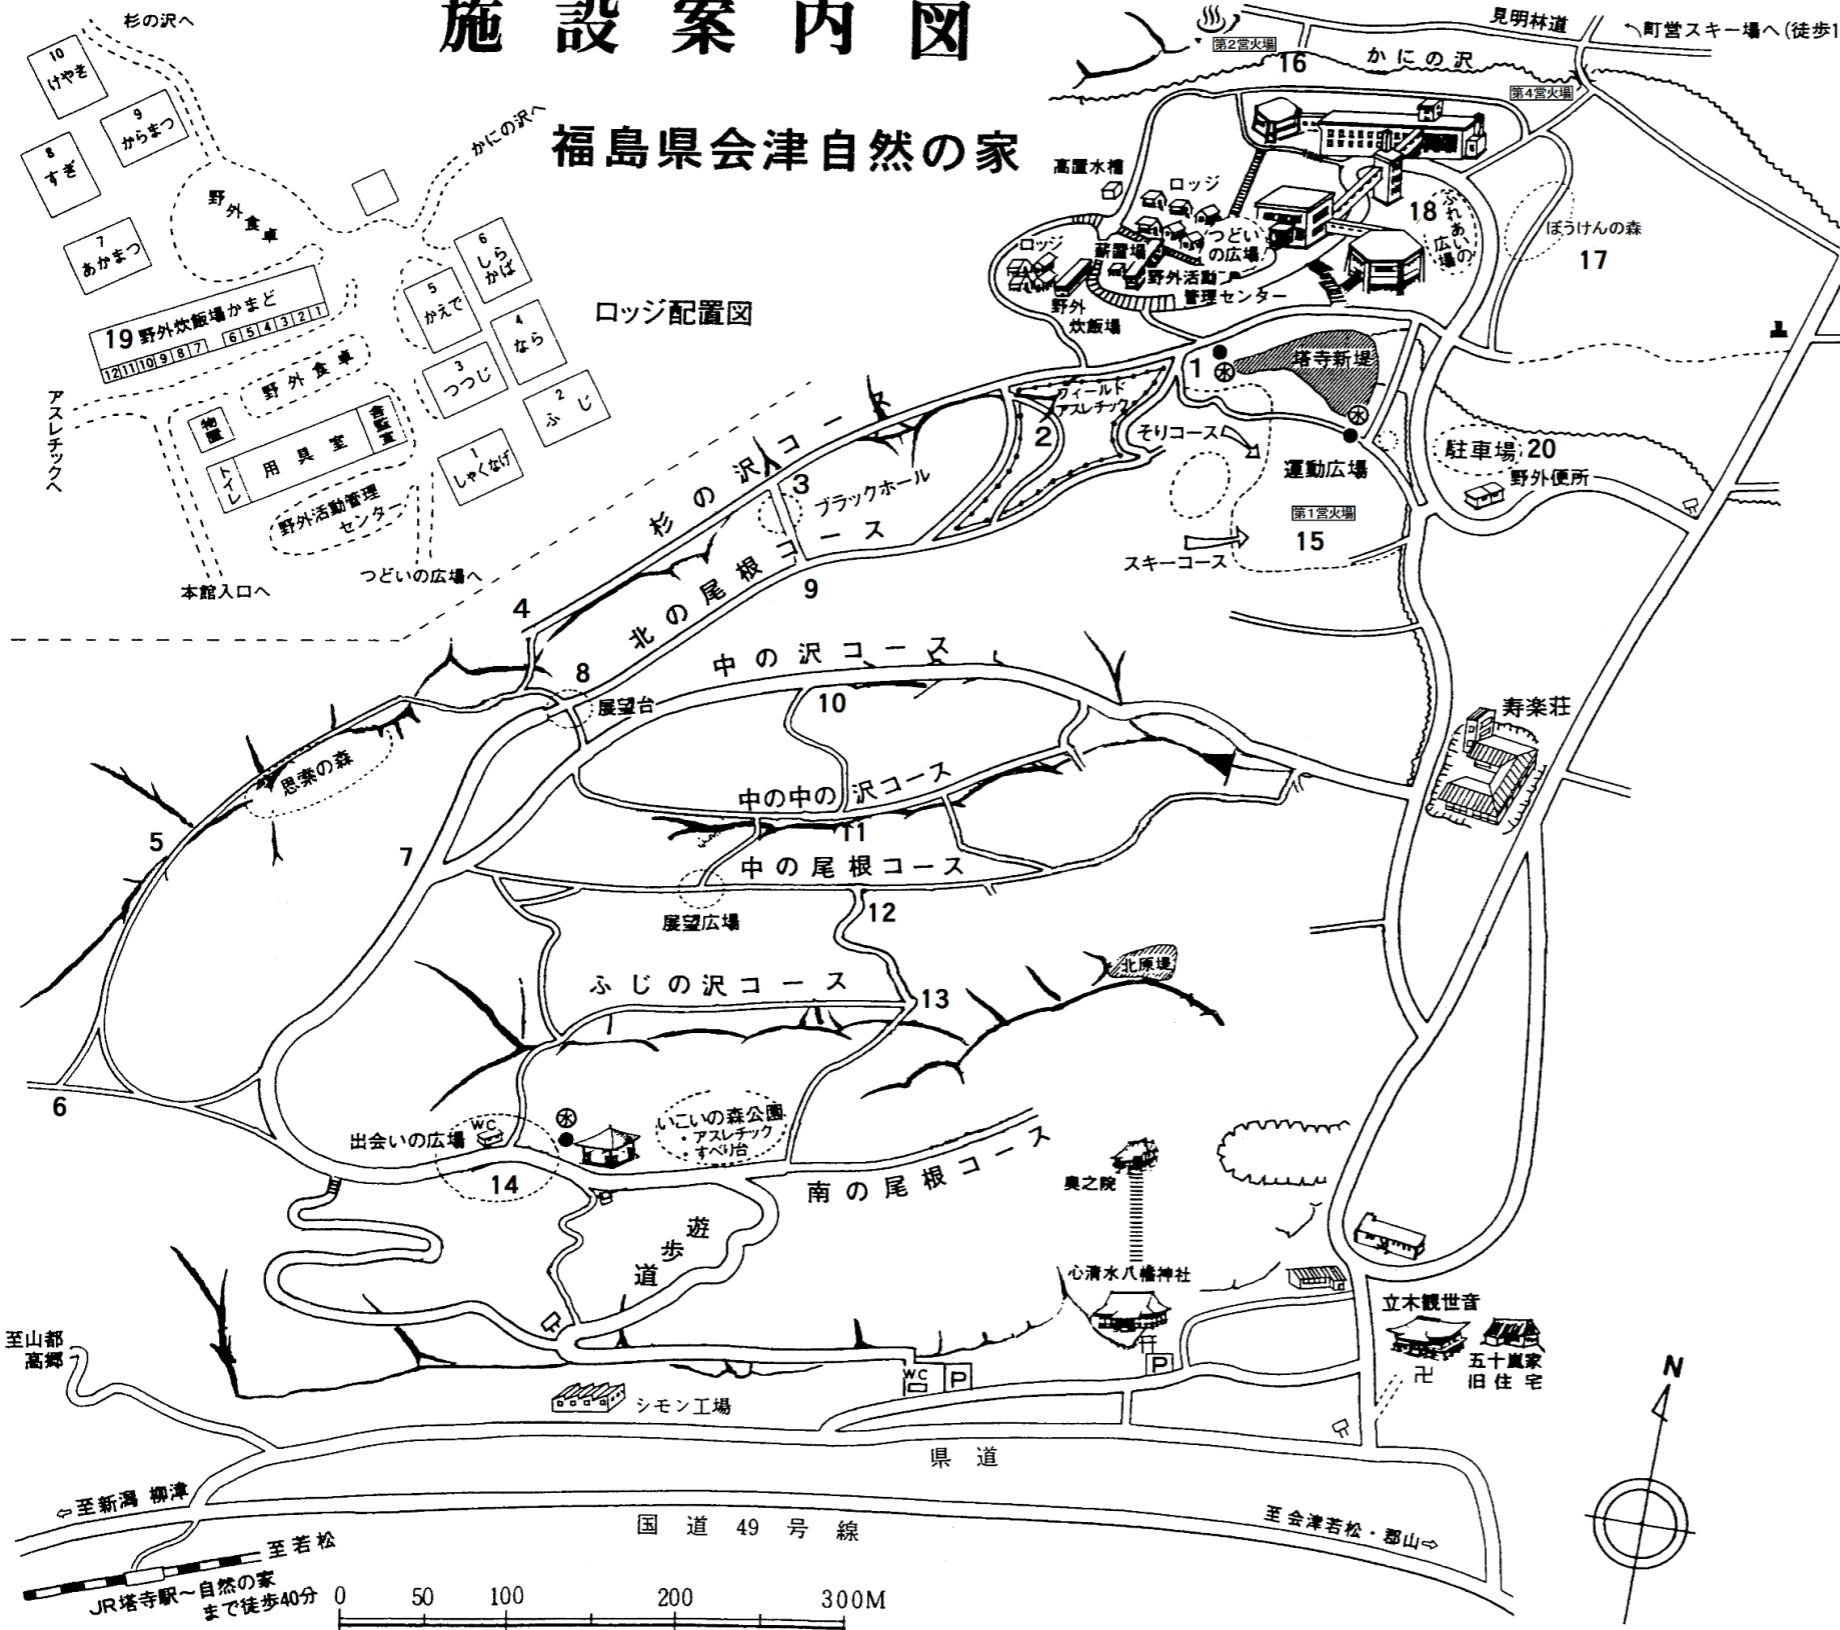 施設案内図
福島県会津自然の家
杉の沢へ
10
けやき
9
からまつ
8
すぎ
7
あかまつ
野外食卓
かにの沢へ
6
しらかば
5
かえで
4
なら
3
つつじ
2
ふじ
1
しゃくなげ
19 野外炊飯場かまど
12 11 10 9 8 7 6 5 4 3 2 1
野外食卓
物置
トイレ
用具室
野外活動管理
センター
アスレチックへ
本館入口へ
つどいの広場へ
ロッジ配置図
第2営火場
16
かにの沢
見明林道
町営スキー場へ(徒歩1
第4営火場
高置水槽
ロッジ
ロッジ
薪置場
つどい
の広場
野外活動
管理センター
野外
炊飯場
18
ふれあいの
広場
ぼうけんの森
17
1
水
塔寺新堤
水
フィールド
アスレチック
2
そりコース
運動広場
駐車場 20
野外便所
第1営火場
15
スキーコース
杉の沢コース
3
ブラックホール
北の尾根コース
9
4
8
展望台
中の沢コース
10
思索の森
5
7
中の中の沢コース
11
中の尾根コース
展望広場
12
寿楽荘
ふじの沢コース
13
北原堤
6
出会いの広場
WC
水
14
いこいの森公園
・アスレチック
・すべり台
南の尾根コース
遊歩道
奥之院
心清水八幡神社
立木観世音
卍
五十嵐家
旧住宅
至山都
高郷
シモン工場
WC
P
P
県道
⇦至新潟 柳津
国道49号線
至会津若松・郡山⇨
至若松
JR塔寺駅~自然の家
まで徒歩40分
0 50 100 200 300M
N